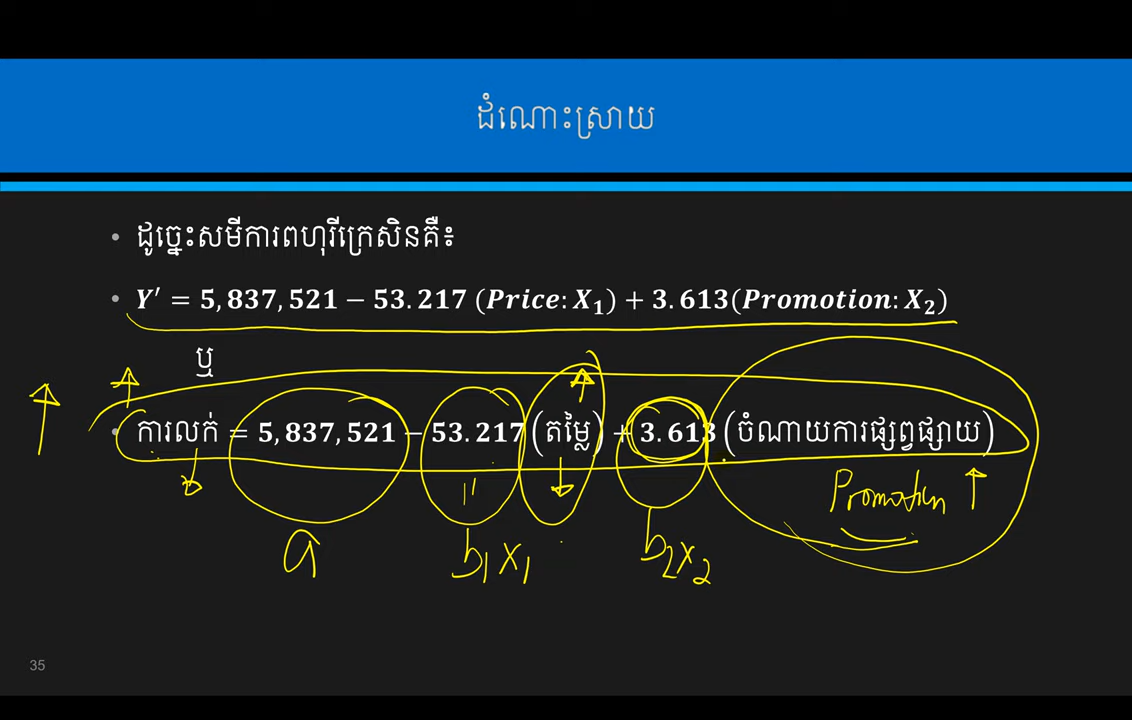 ដំណោះស្រាយ
• ដូច្នេះសមីការពហុរីក្រេសិនគឺ៖
• Y′ = 5,837,521 − 53.217 (Price: X₁) + 3.613(Promotion: X₂)
ឬ
• ការលក់ = 5,837,521 − 53.217 (តម្លៃ) + 3.613 (ចំណាយការផ្សព្វផ្សាយ)
Promotion ↑
a b₁x₁ b₂x₂
35